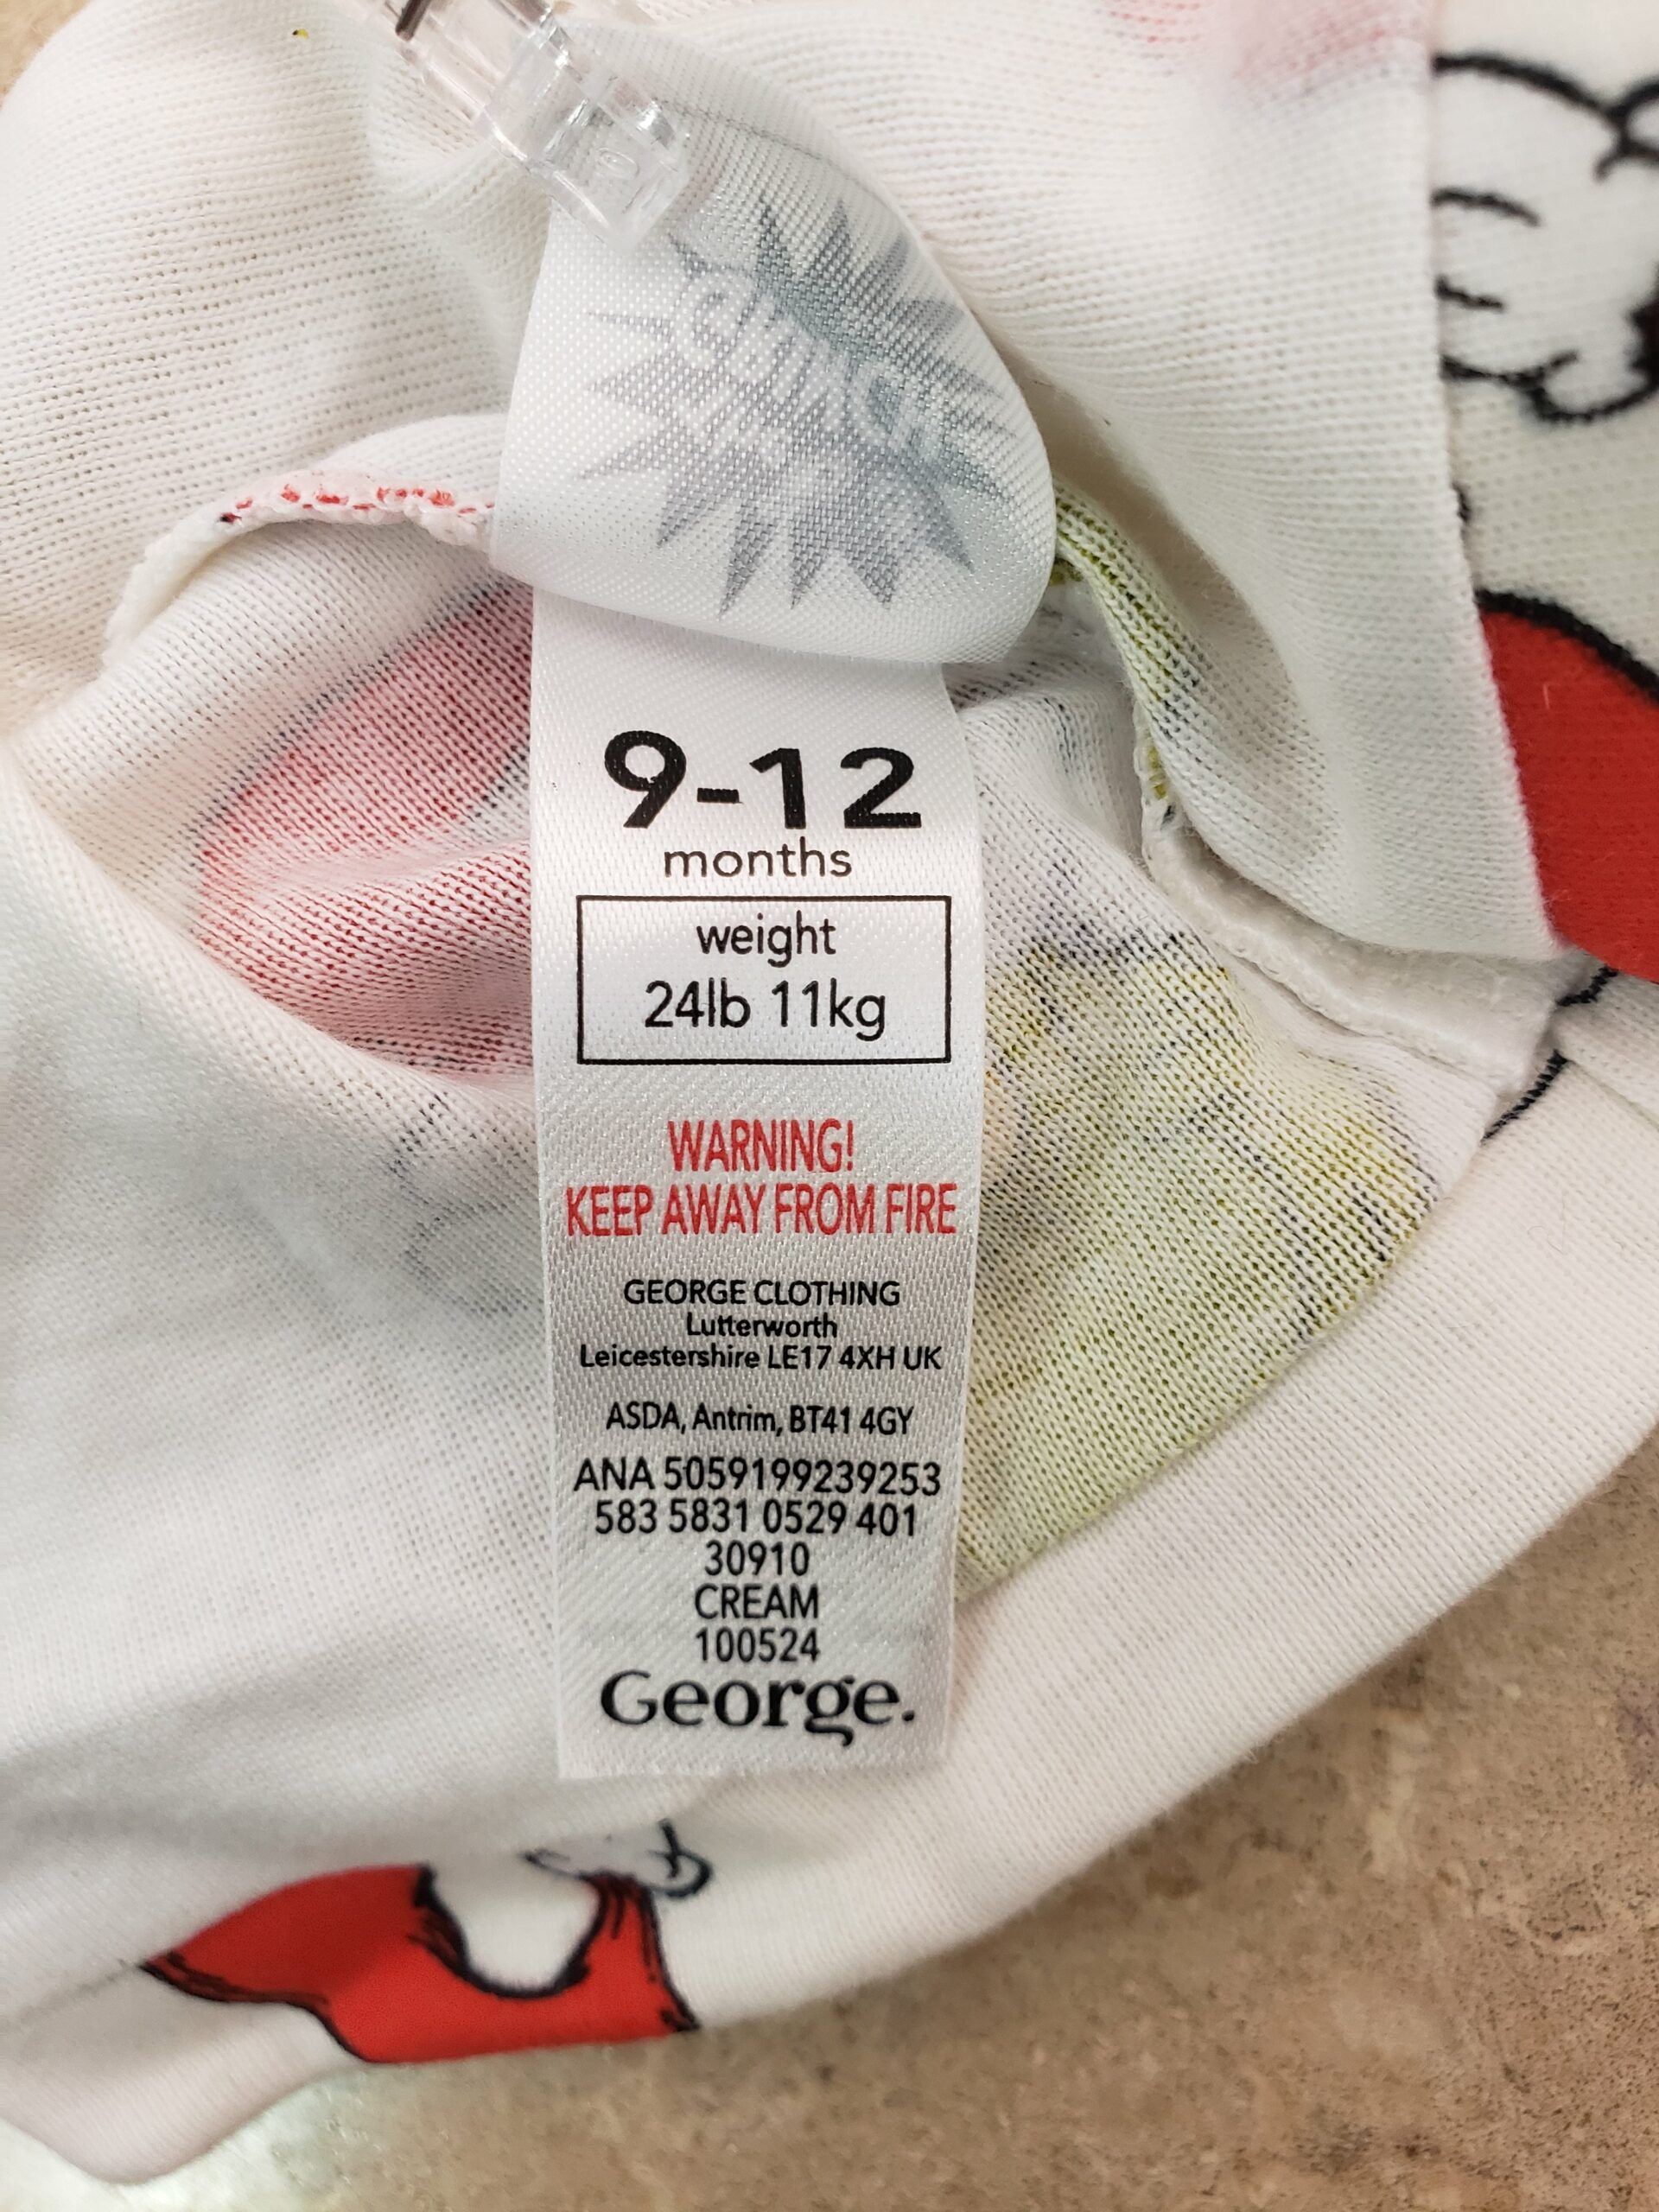 9-12
months
weight
24lb 11kg
WARNING!
KEEP AWAY FROM FIRE
GEORGE CLOTHING
Lutterworth
Leicestershire LE17 4XH UK
ASDA, Antrim, BT41 4GY
ANA 5059199239253
583 5831 0529 401
30910
CREAM
100524
George.